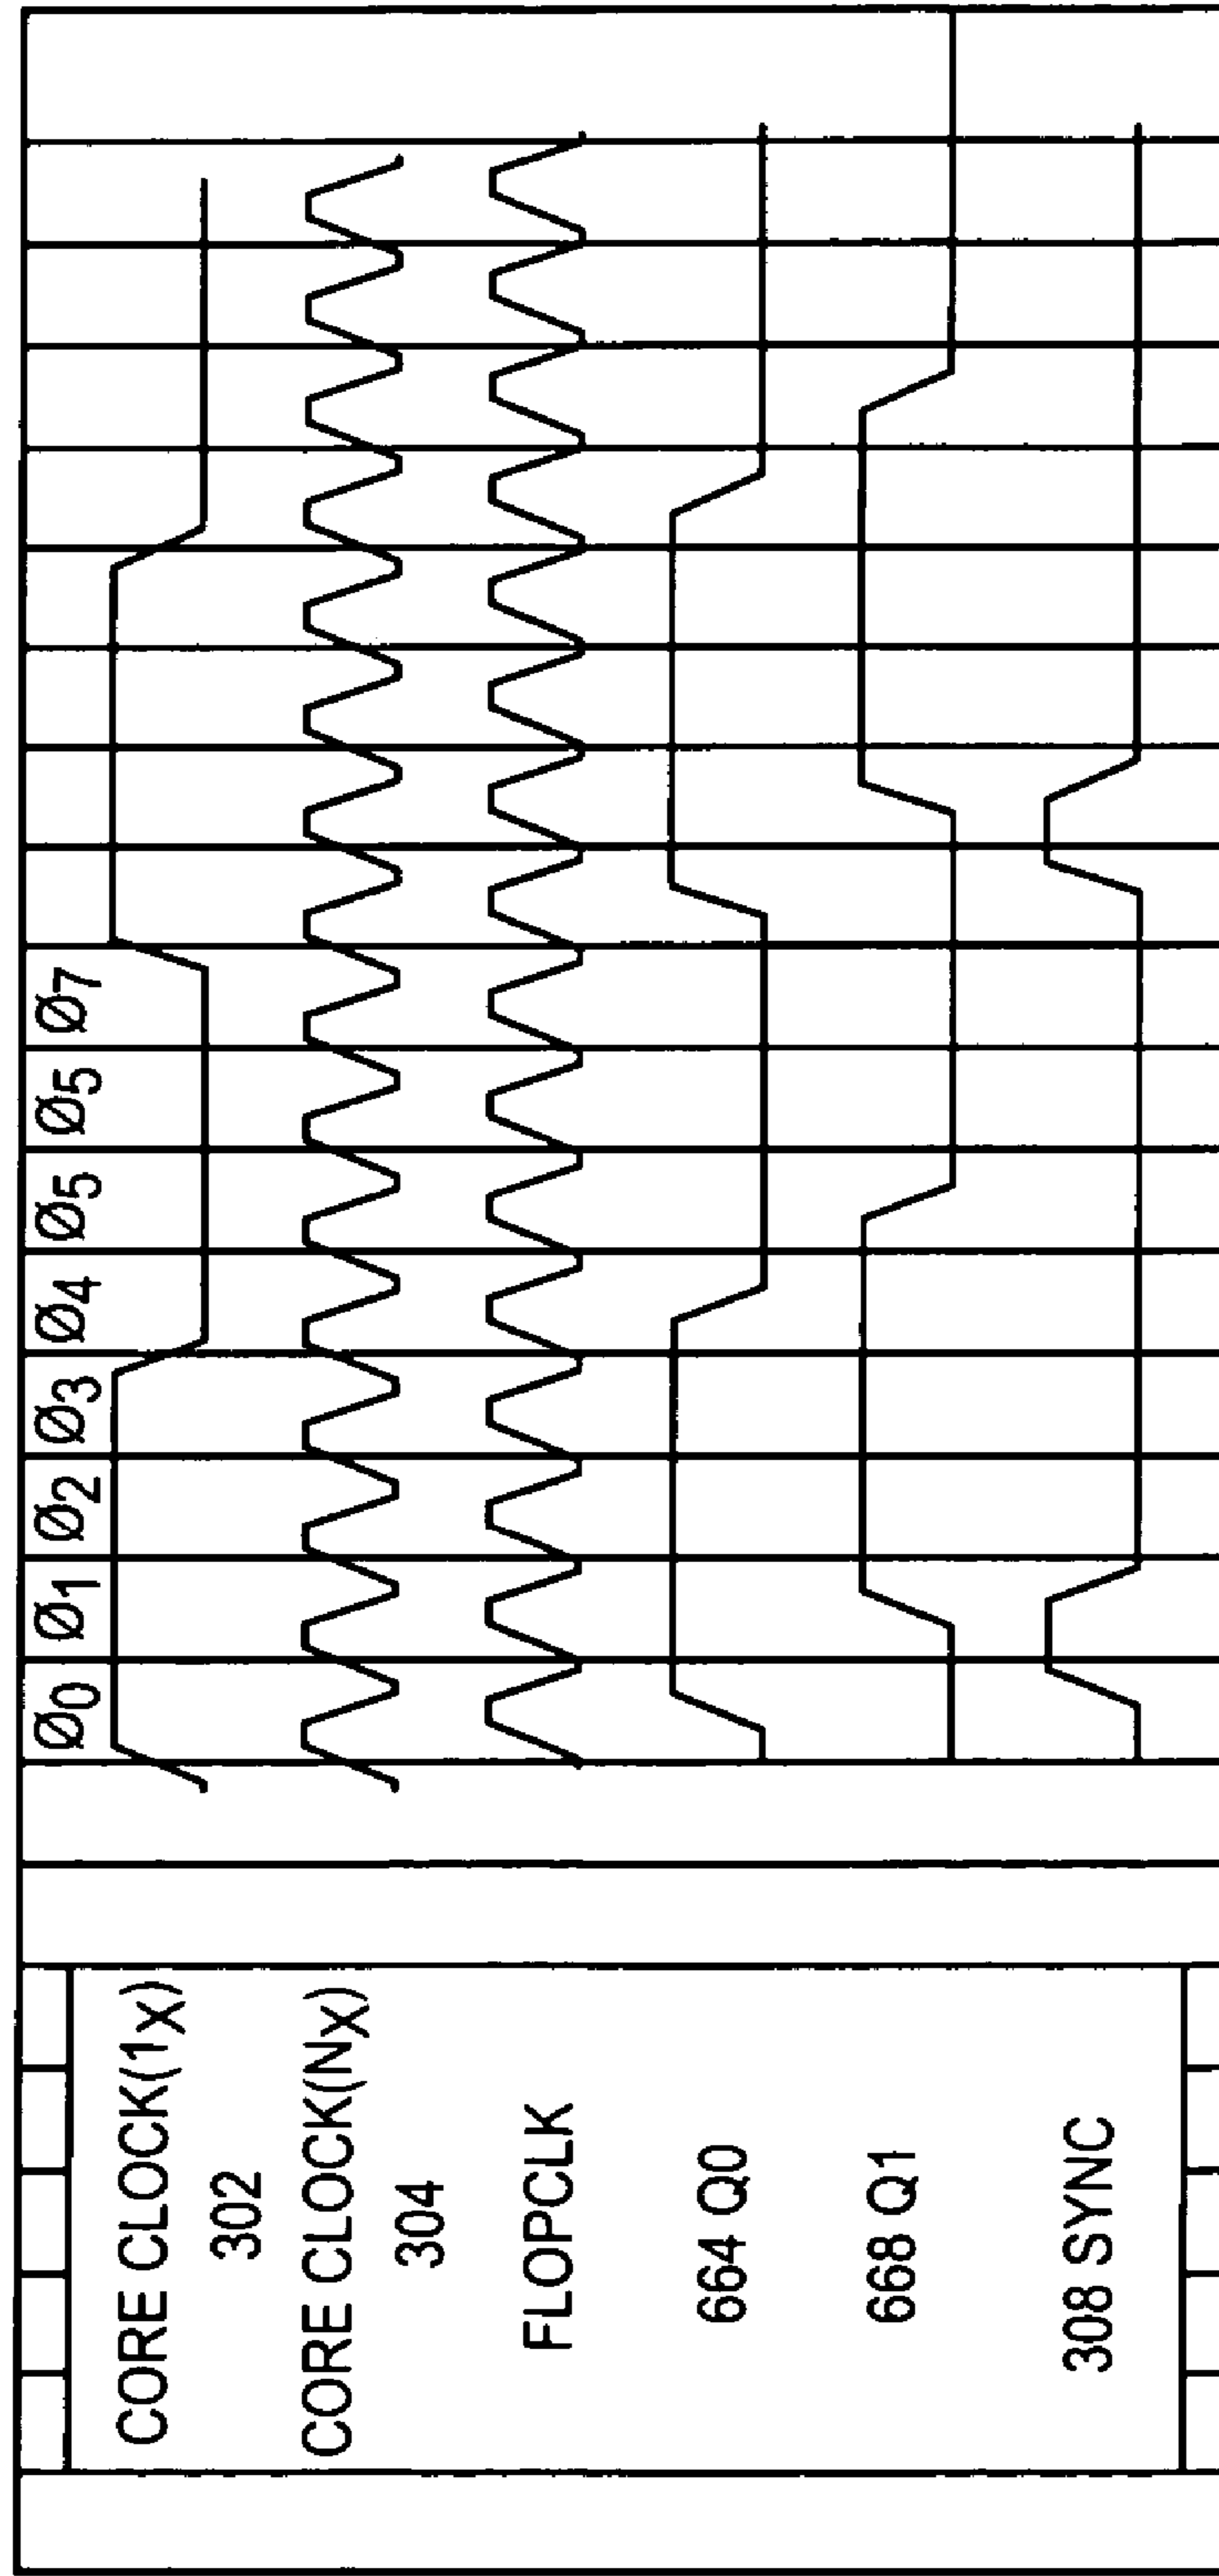 Ø0 Ø1 Ø2 Ø3 Ø4 Ø5 Ø5 Ø7
CORE CLOCK(1X)
302
CORE CLOCK(NX)
304
FLOPCLK
664 Q0
668 Q1
308 SYNC